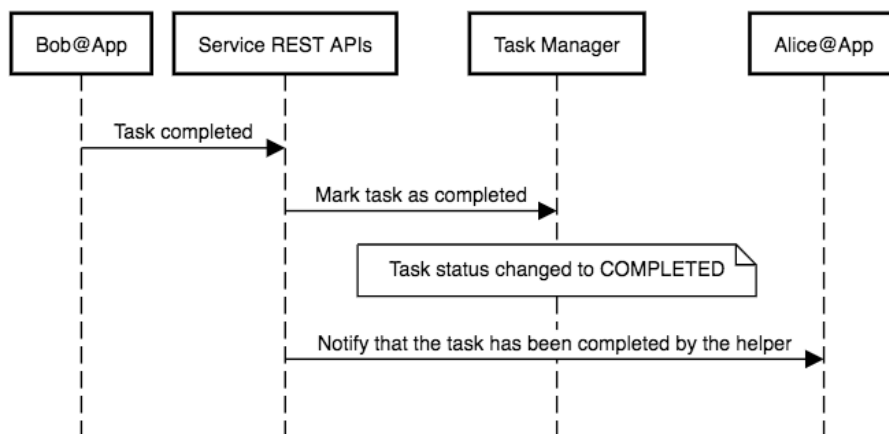 Bob@App
Service REST APIs
Task Manager
Alice@App
Task completed
Mark task as completed
Task status changed to COMPLETED
Notify that the task has been completed by the helper